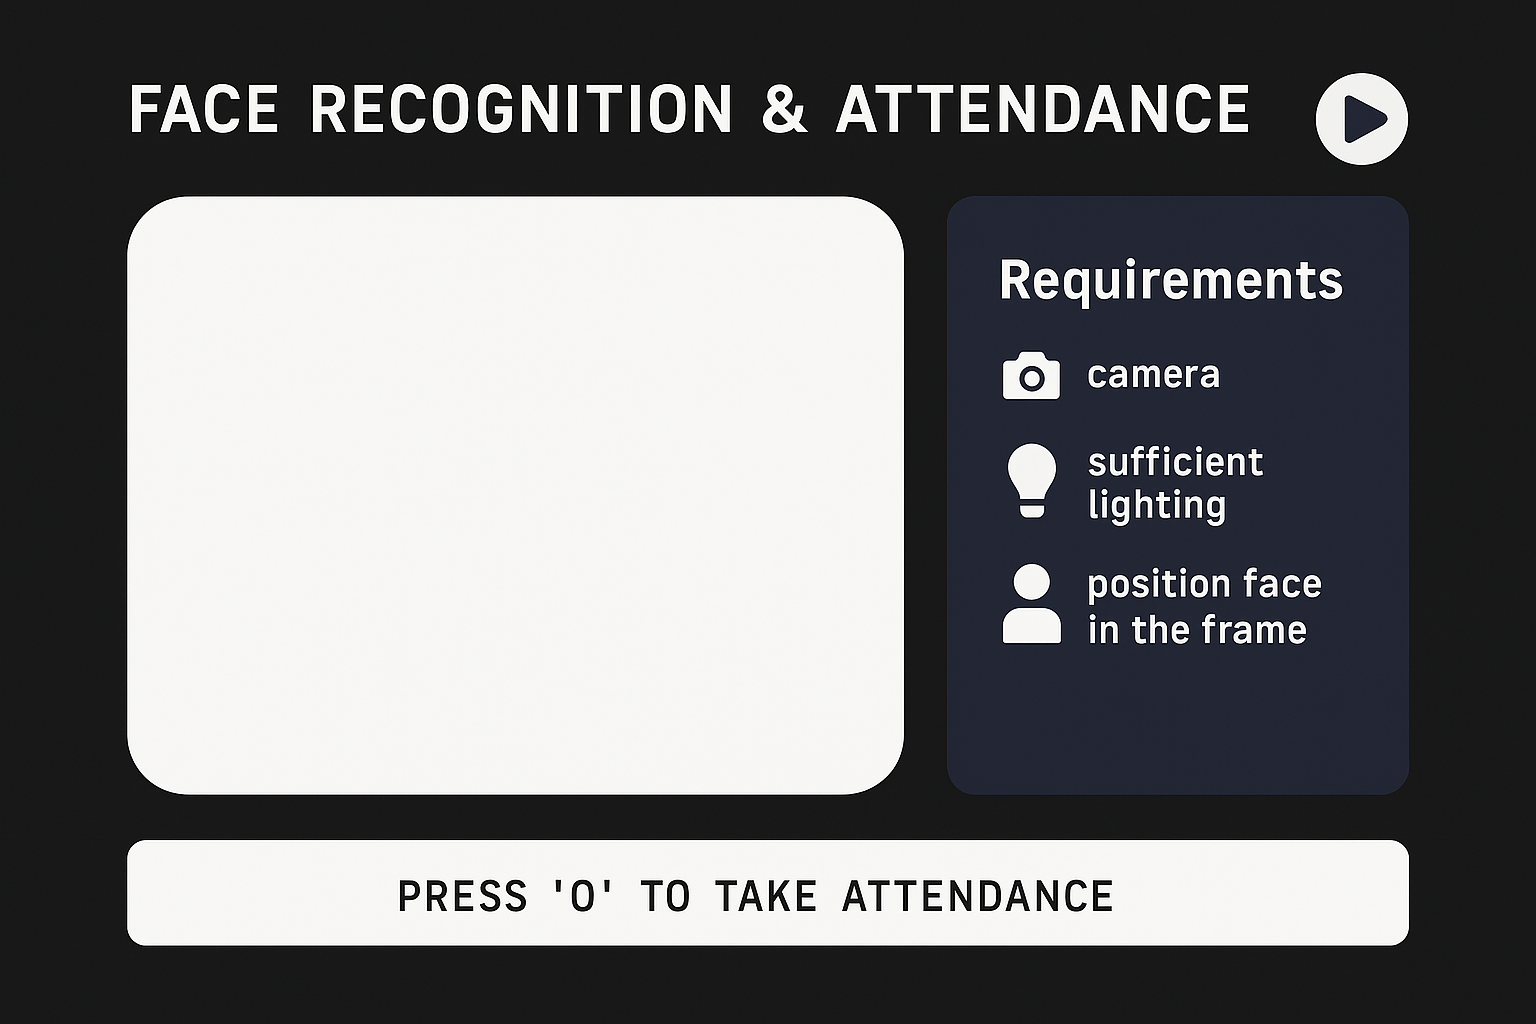 FACE RECOGNITION & ATTENDANCE
Requirements
camera
sufficient
lighting
position face
in the frame
PRESS 'O' TO TAKE ATTENDANCE